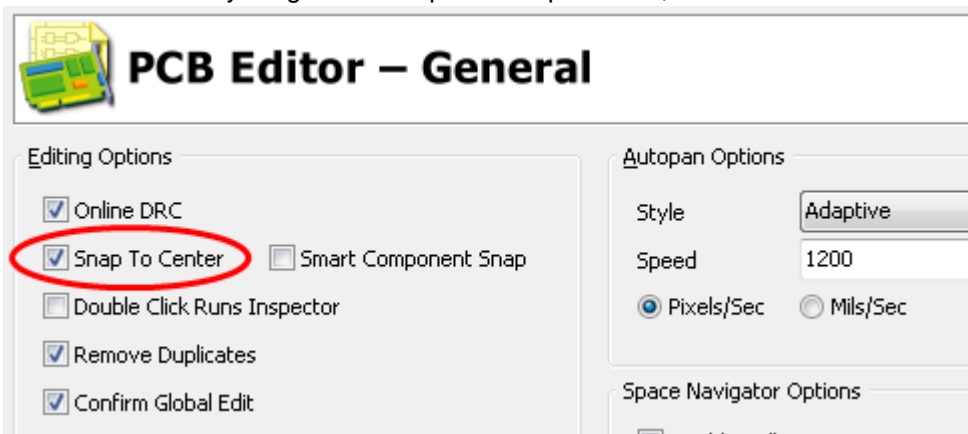 PCB Editor – General
Editing Options
Online DRC
Snap To Center
Smart Component Snap
Double Click Runs Inspector
Remove Duplicates
Confirm Global Edit
Autopan Options
Style
Adaptive
Speed
1200
Pixels/Sec
Mils/Sec
Space Navigator Options